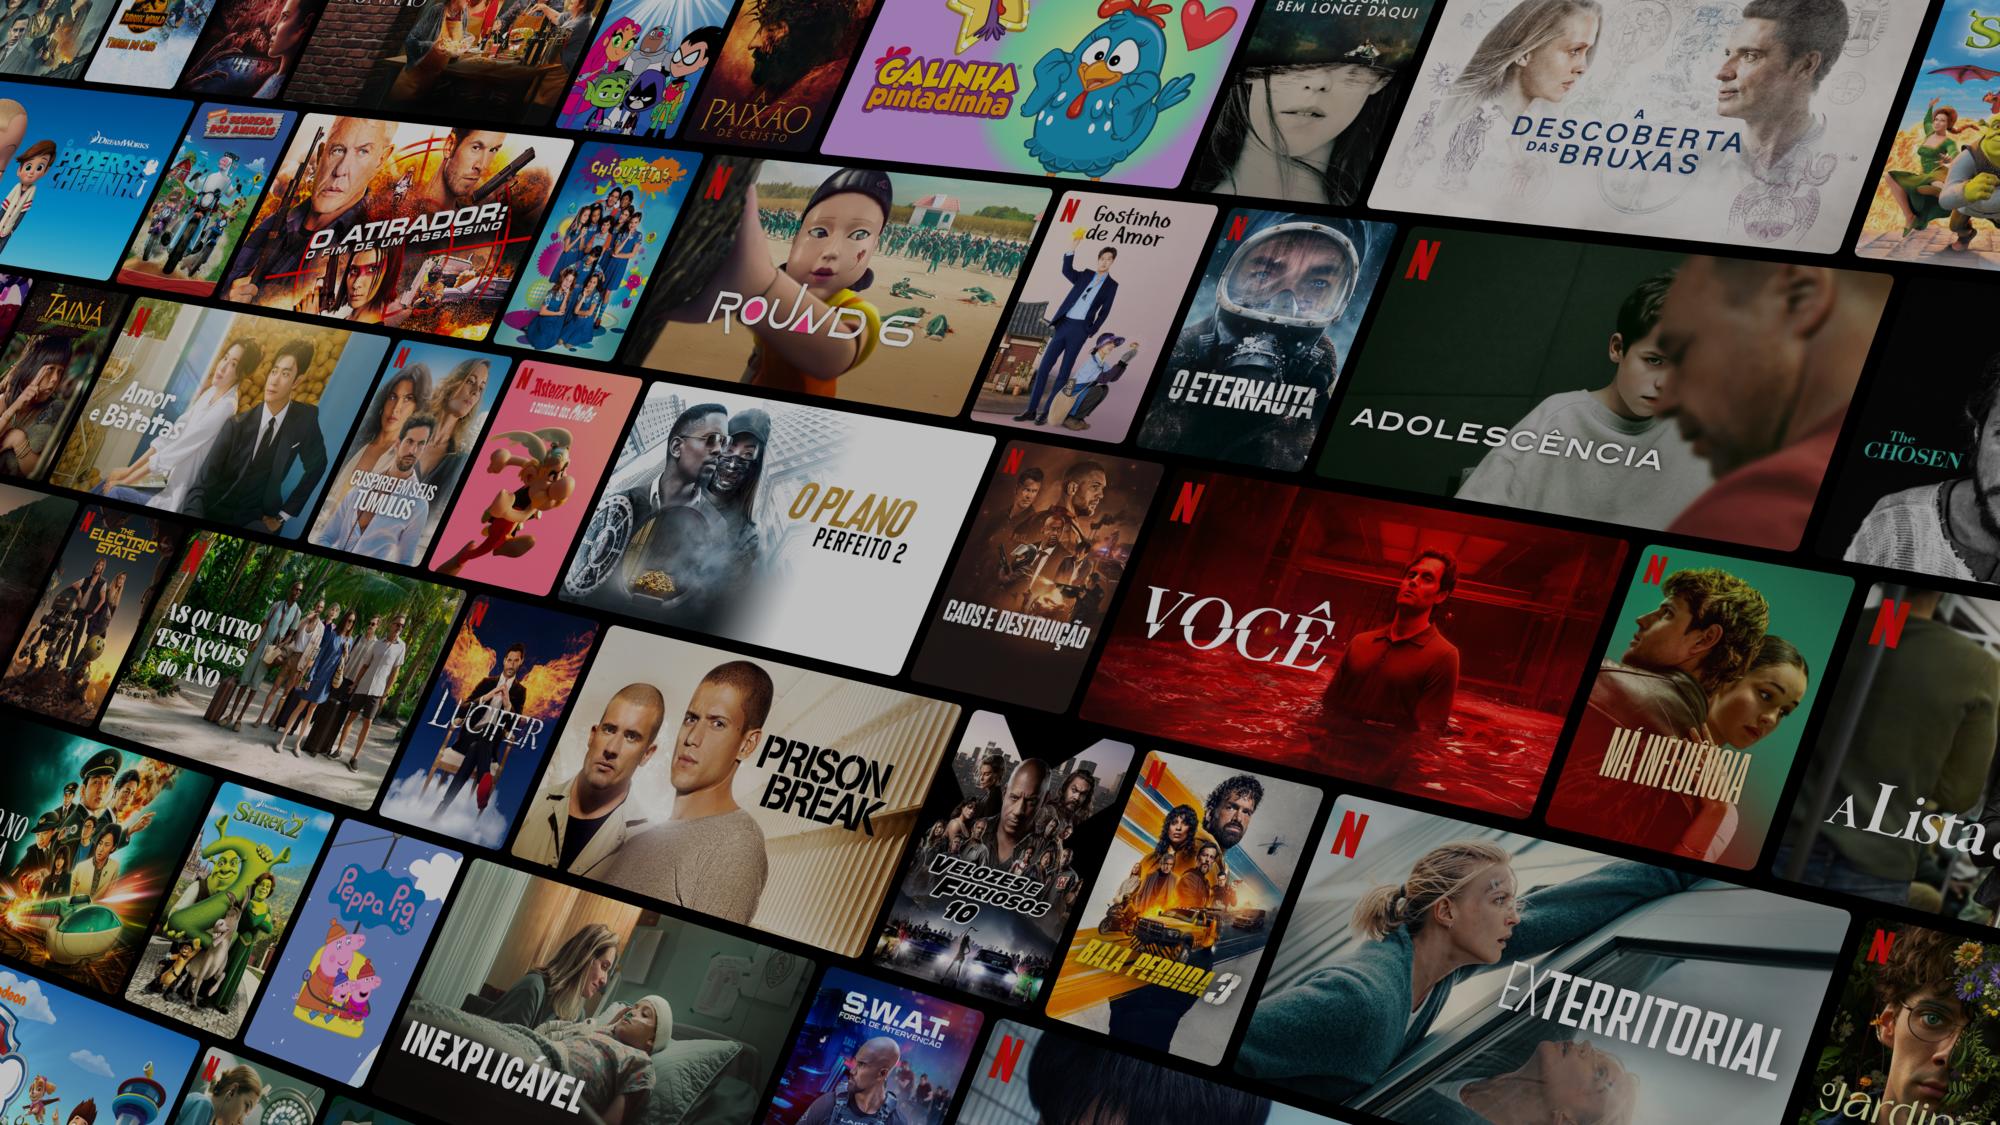 JURASSIC WORLD
GALINHA
pintadinha
A
PAIXÃO
DE CRISTO
BEM LONGE DAQUI
A
DESCOBERTA
DAS BRUXAS
S
DREAMWORKS
PODEROSO
CHEFINHO
O SEGREDO
DOS ANIMAIS
O ATIRADOR:
O FIM DE UM ASSASSINO
CHIQUITITAS
N
ROUND 6
N
Gostinho
de Amor
N
O ETERNAUTA
N
ADOLESCÊNCIA
The
CHOSEN
TAINÁ
N
Amor
e Batatas
N
CUSPIREI EM SEUS
TÚMULOS
N
Asterix & Obelix
O PLANO
PERFEITO 2
N
CAOS E DESTRUIÇÃO
N
VOCÊ
N
MÁ INFLUÊNCIA
N
A Lista
N
THE
ELECTRIC
STATE
N
AS QUATRO
ESTAÇÕES
do ANO
N
LUCIFER
PRISON
BREAK
VELOZES E
FURIOSOS
10
N
BALA PERDIDA 3
N
EXTERRITORIAL
N
O Jardin
DREAMWORKS
SHREK 2
Peppa Pig
INEXPLICÁVEL
S.W.A.T.
FORÇA DE INTERVENÇÃO
N
N